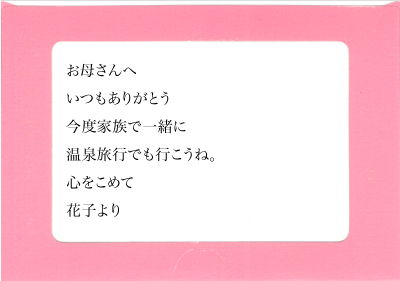 お母さんへ
いつもありがとう
今度家族で一緒に
温泉旅行でも行こうね。
心をこめて
花子より